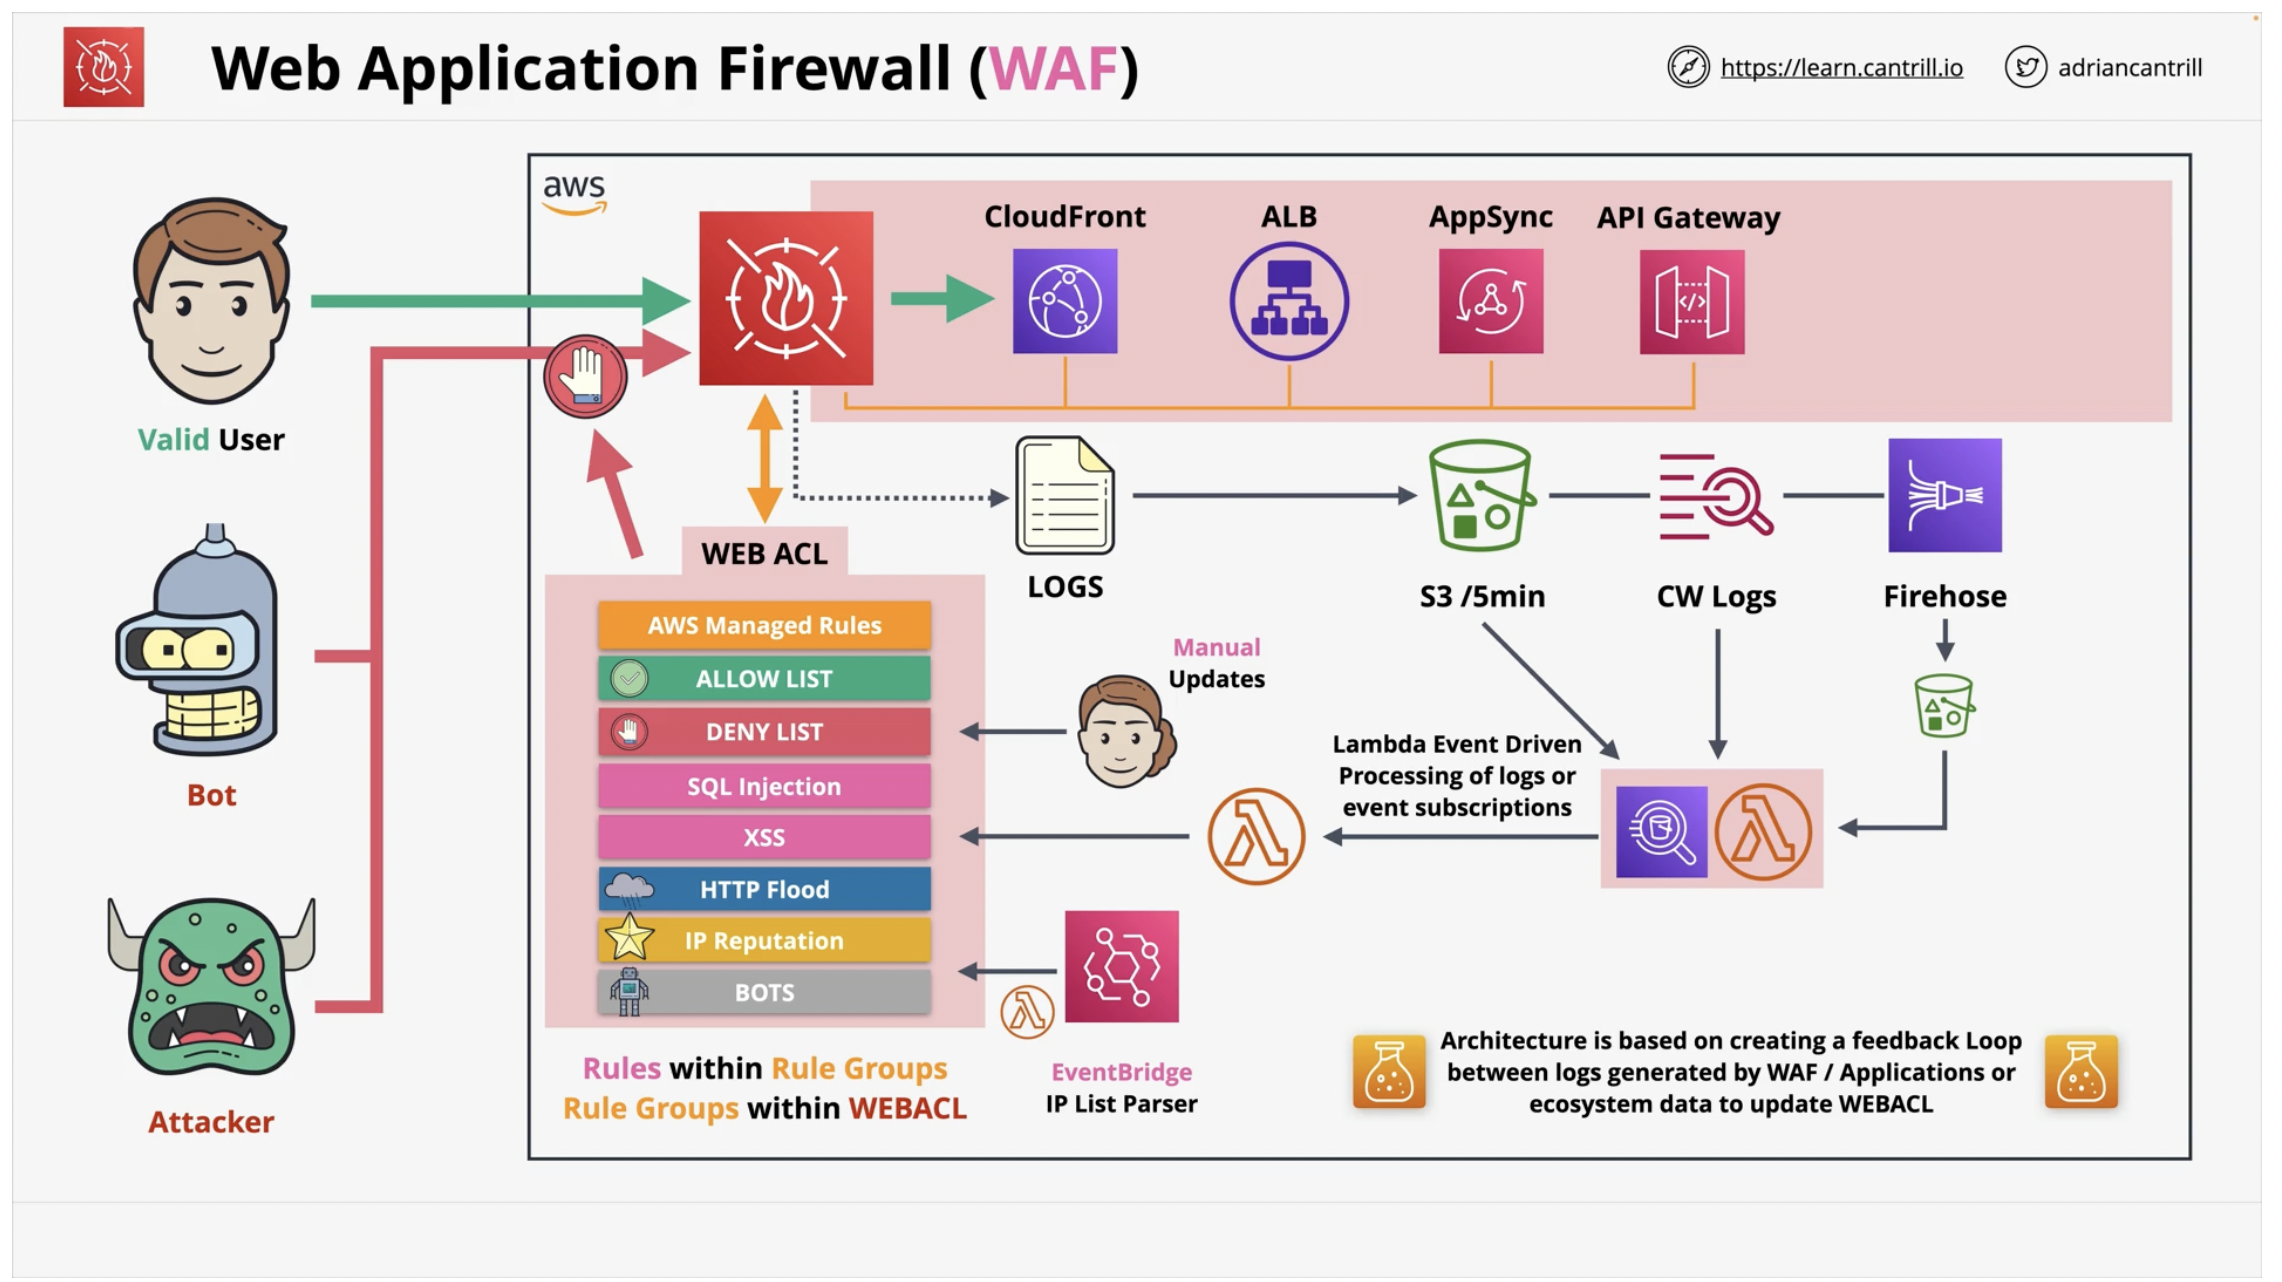 Web Application Firewall (WAF)
https://learn.cantrill.io
adriancantrill
aws
CloudFront
ALB
AppSync
API Gateway
</>
Valid User
Bot
Attacker
WEB ACL
AWS Managed Rules
ALLOW LIST
DENY LIST
SQL Injection
XSS
HTTP Flood
IP Reputation
BOTS
Rules within Rule Groups
Rule Groups within WEBACL
LOGS
S3 /5min
CW Logs
Firehose
Manual
Updates
Lambda Event Driven
Processing of logs or
event subscriptions
EventBridge
IP List Parser
Architecture is based on creating a feedback Loop
between logs generated by WAF / Applications or
ecosystem data to update WEBACL